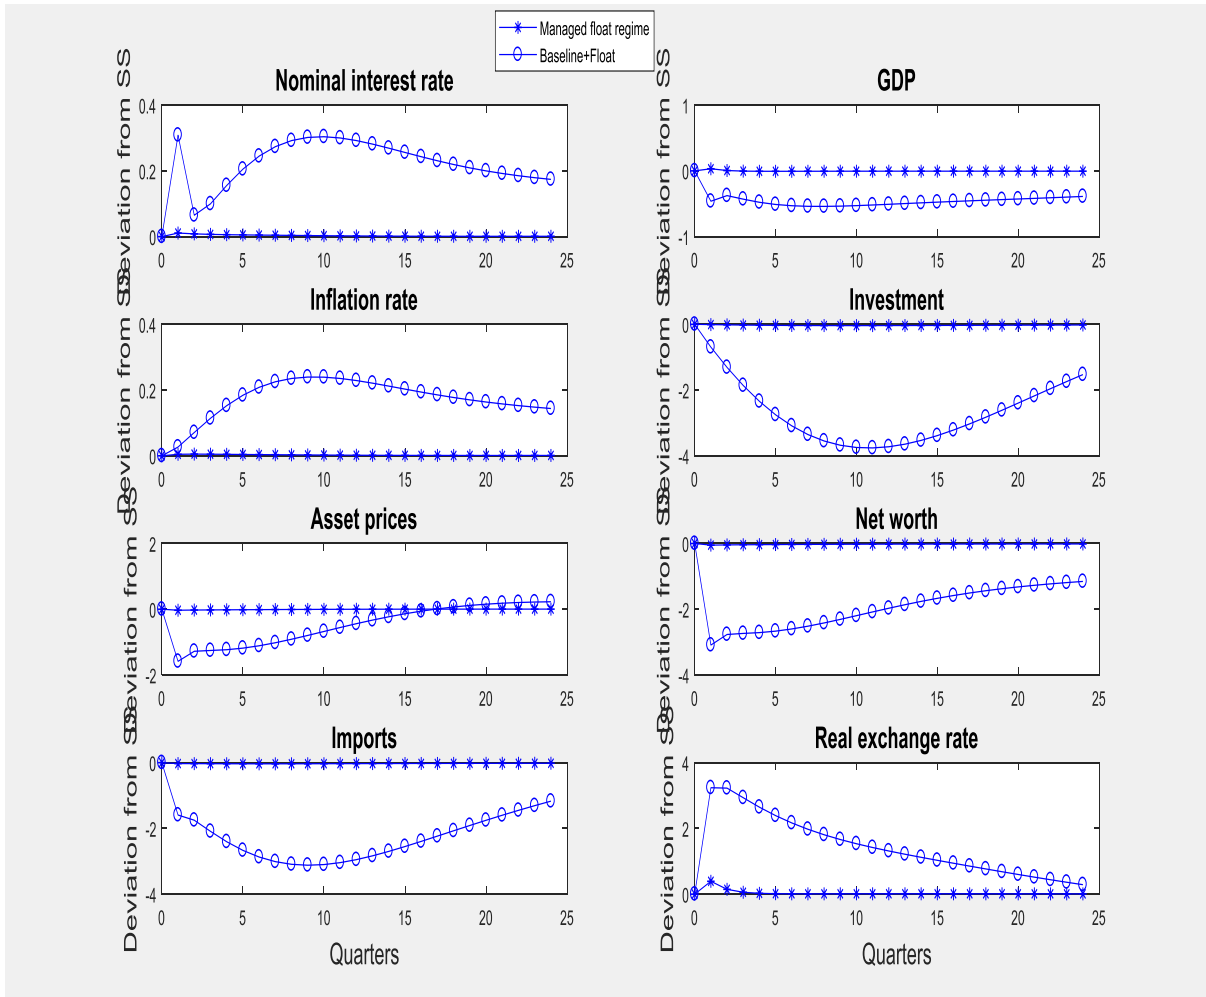 Managed float regime
Baseline+Float
Nominal interest rate
Deviation from SS
0.4
0.2
0
0 5 10 15 20 25
GDP
Deviation from SS
1
0
-1
0 5 10 15 20 25
Inflation rate
Deviation from SS
0.4
0.2
0
0 5 10 15 20 25
Investment
Deviation from SS
0
-2
-4
0 5 10 15 20 25
Asset prices
Deviation from SS
2
0
-2
0 5 10 15 20 25
Net worth
Deviation from SS
0
-2
-4
0 5 10 15 20 25
Imports
Deviation from SS
0
-2
-4
0 5 10 15 20 25
Quarters
Real exchange rate
Deviation from SS
4
2
0
0 5 10 15 20 25
Quarters